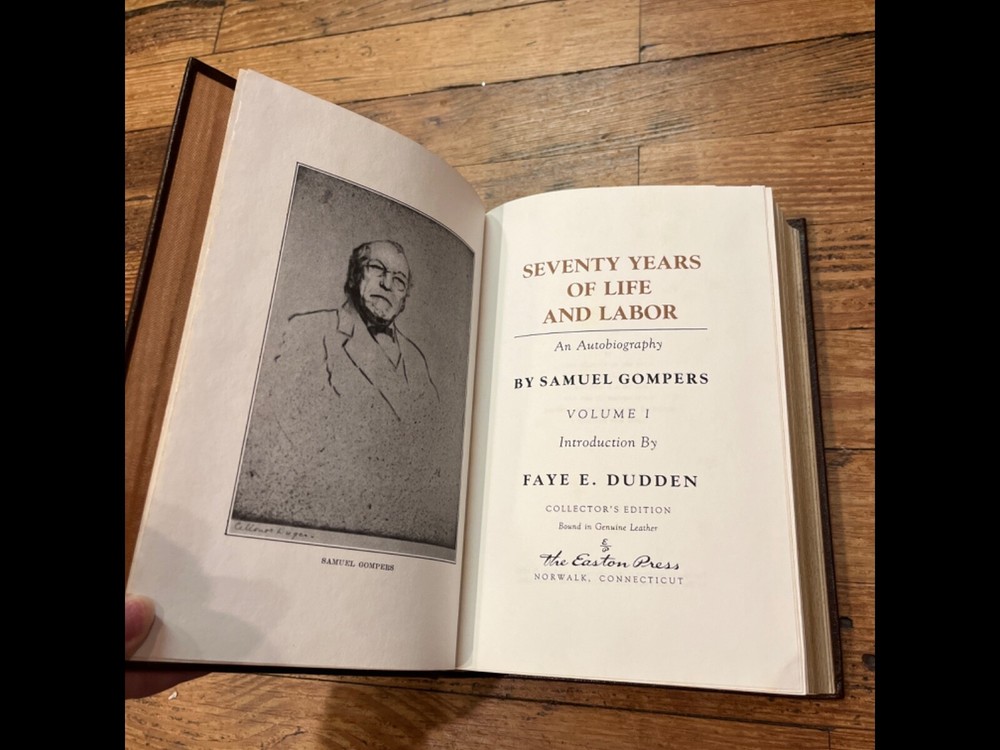 SAMUEL GOMPERS
SEVENTY YEARS
OF LIFE
AND LABOR
An Autobiography
BY SAMUEL GOMPERS
VOLUME I
Introduction By
FAYE E. DUDDEN
COLLECTOR'S EDITION
Bound in Genuine Leather
The Easton Press
NORWALK, CONNECTICUT